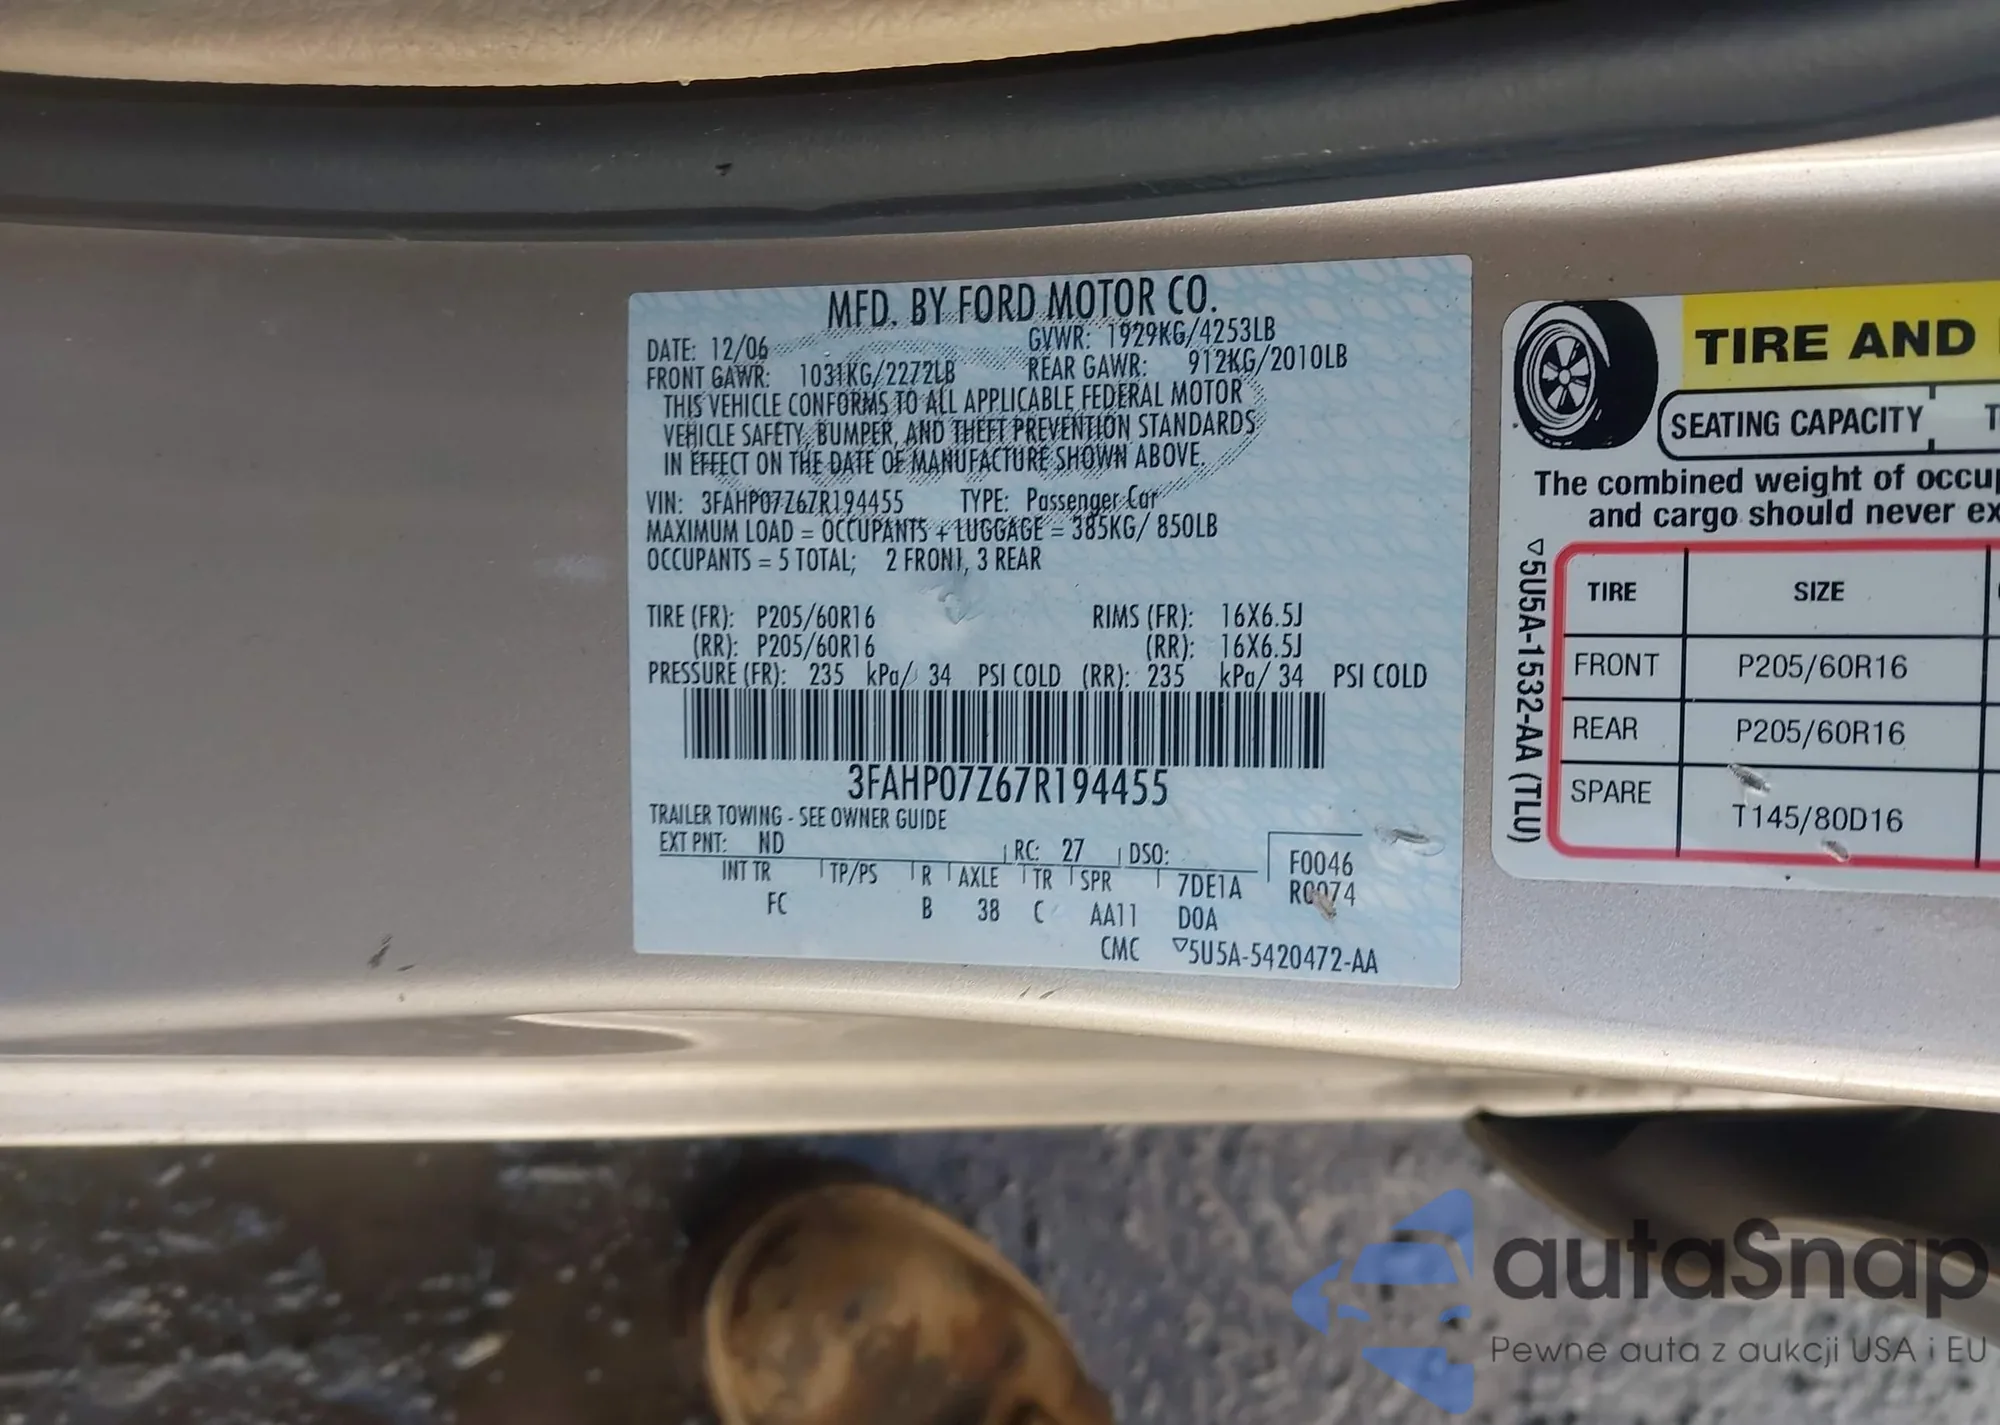 MFD. BY FORD MOTOR CO.
DATE: 12/06 GVWR: 1929KG/4253LB
FRONT GAWR: 1031KG/2272LB REAR GAWR: 912KG/2010LB
THIS VEHICLE CONFORMS TO ALL APPLICABLE FEDERAL MOTOR
VEHICLE SAFETY, BUMPER, AND THEFT PREVENTION STANDARDS
IN EFFECT ON THE DATE OF MANUFACTURE SHOWN ABOVE.
VIN: 3FAHP07Z67R194455 TYPE: Passenger Car
MAXIMUM LOAD = OCCUPANTS + LUGGAGE = 385KG/ 850LB
OCCUPANTS = 5 TOTAL; 2 FRONT, 3 REAR
TIRE (FR): P205/60R16 RIMS (FR): 16X6.5J
(RR): P205/60R16 (RR): 16X6.5J
PRESSURE (FR): 235 kPa/ 34 PSI COLD (RR): 235 kPa/ 34 PSI COLD
3FAHP07Z67R194455
TRAILER TOWING - SEE OWNER GUIDE
EXT PNT: ND RC: 27 DSO: F0046
INT TR TP/PS R AXLE TR SPR 7DE1A R0074
FC B 38 C AA11 DOA
CMC ▽5U5A-5420472-AA
TIRE AND
SEATING CAPACITY T
The combined weight of occup
and cargo should never ex
▽5U5A-1532-AA (TLU)
TIRE SIZE
FRONT P205/60R16
REAR P205/60R16
SPARE T145/80D16
autaSnap
Pewne auta z aukcji USA i EU